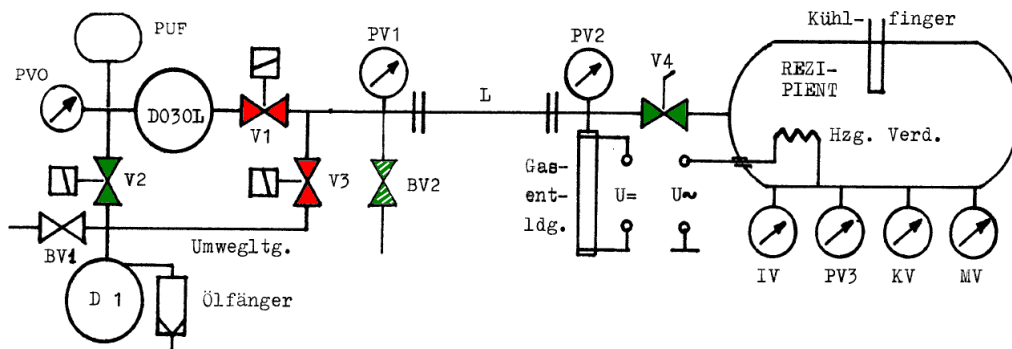 PUF
PV1
PV2
Kühl-finger
PVO
V4
REZI-
PIENT
DO30L
L
V1
Hzg. Verd.
V2
V3
BV2
Gas-
ent-
ldg.
U=
U~
BV1
Umwegltg.
D 1
Ölfänger
IV
PV3
KV
MV